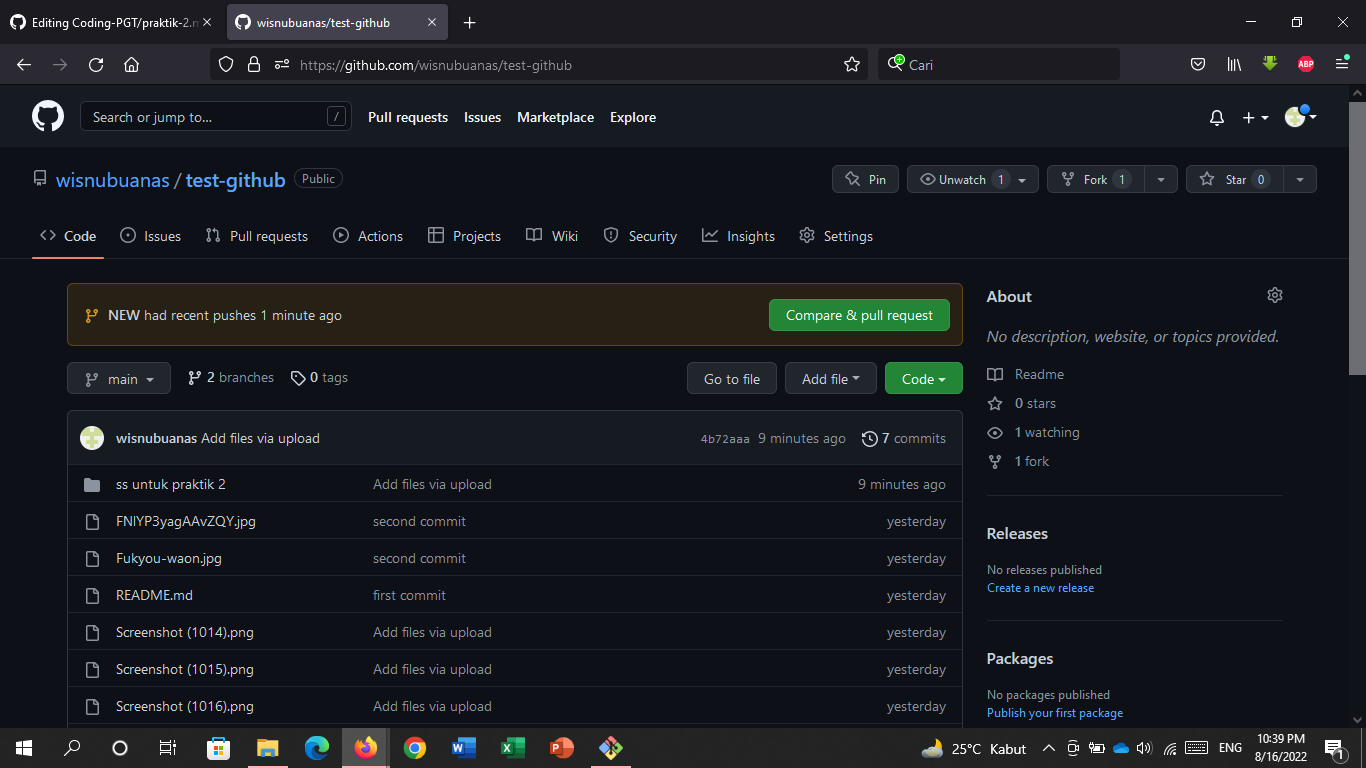 Editing Coding-PGT/praktik-2.m
wisnubuanas/test-github
https://github.com/wisnubuanas/test-github
Cari
ABP
Search or jump to...
/
Pull requests
Issues
Marketplace
Explore
wisnubuanas / test-github
Public
Pin
Unwatch 1
Fork 1
Star 0
Code
Issues
Pull requests
Actions
Projects
Wiki
Security
Insights
Settings
NEW had recent pushes 1 minute ago
Compare & pull request
About
No description, website, or topics provided.
Readme
0 stars
1 watching
1 fork
main
2 branches
0 tags
Go to file
Add file
Code
wisnubuanas Add files via upload
4b72aaa 9 minutes ago
7 commits
ss untuk praktik 2
Add files via upload
9 minutes ago
FNlYP3yagAAvZQY.jpg
second commit
yesterday
Fukyou-waon.jpg
second commit
yesterday
README.md
first commit
yesterday
Screenshot (1014).png
Add files via upload
yesterday
Screenshot (1015).png
Add files via upload
yesterday
Screenshot (1016).png
Add files via upload
yesterday
Releases
No releases published
Create a new release
Packages
No packages published
Publish your first package
25°C Kabut
ENG
10:39 PM
8/16/2022
1